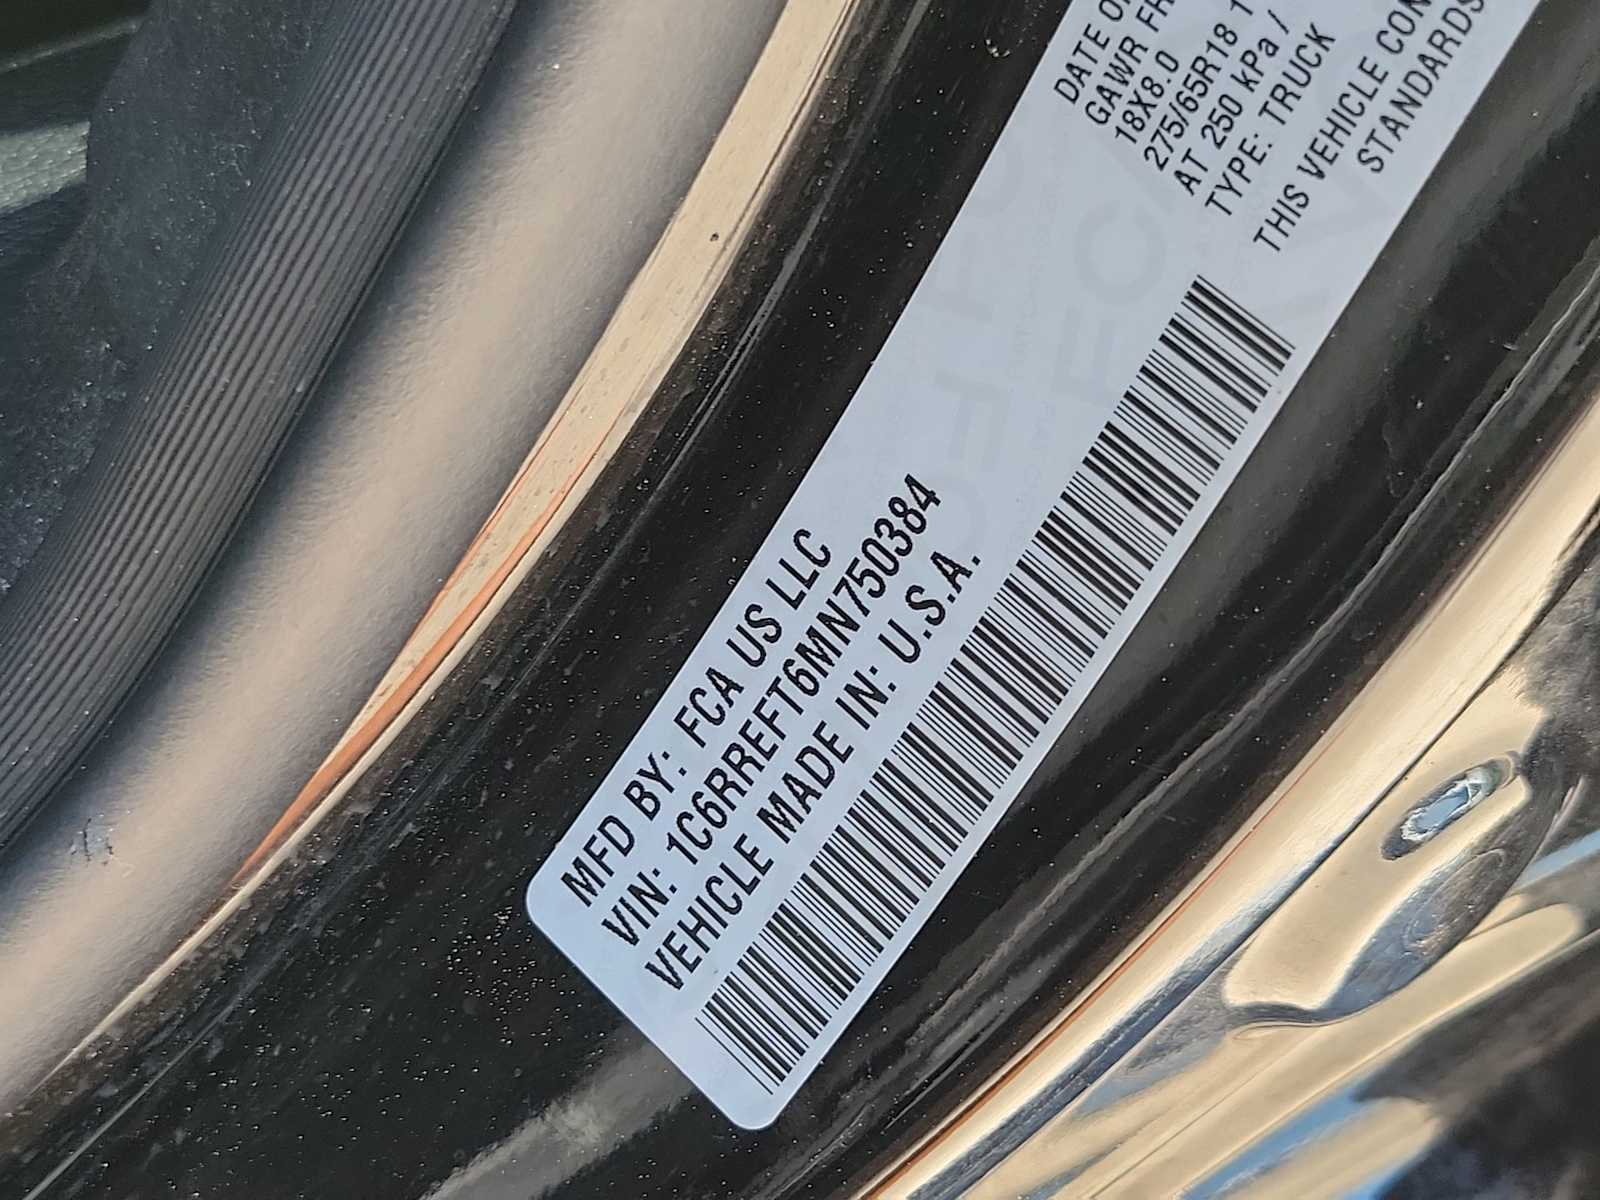 MFD BY: FCA US LLC
VIN: 1C6RREFT6MN750384
VEHICLE MADE IN: U.S.A.
DATE O
GAWR FR
18X8.0
275/65R18 1
AT 250 kPa /
TYPE: TRUCK
THIS VEHICLE CON
STANDARDS